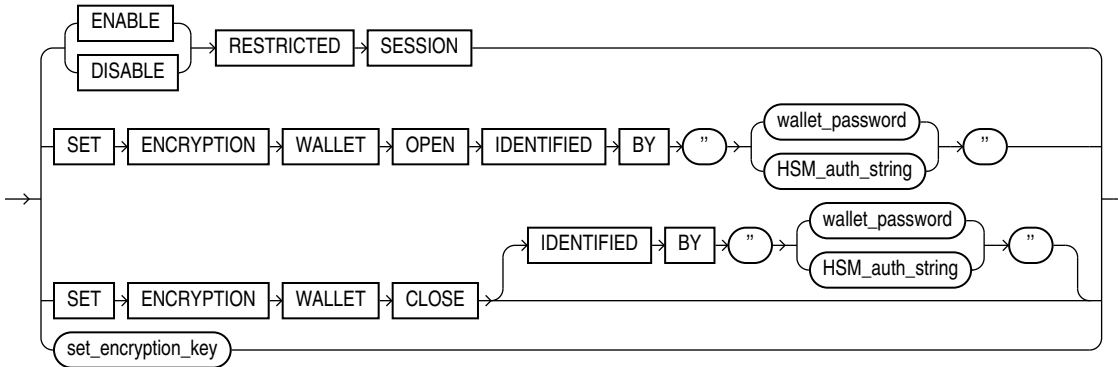 ENABLE
DISABLE
RESTRICTED SESSION
SET ENCRYPTION WALLET OPEN IDENTIFIED BY ” wallet_password ”
HSM_auth_string
IDENTIFIED BY ” wallet_password ”
HSM_auth_string
SET ENCRYPTION WALLET CLOSE
set_encryption_key